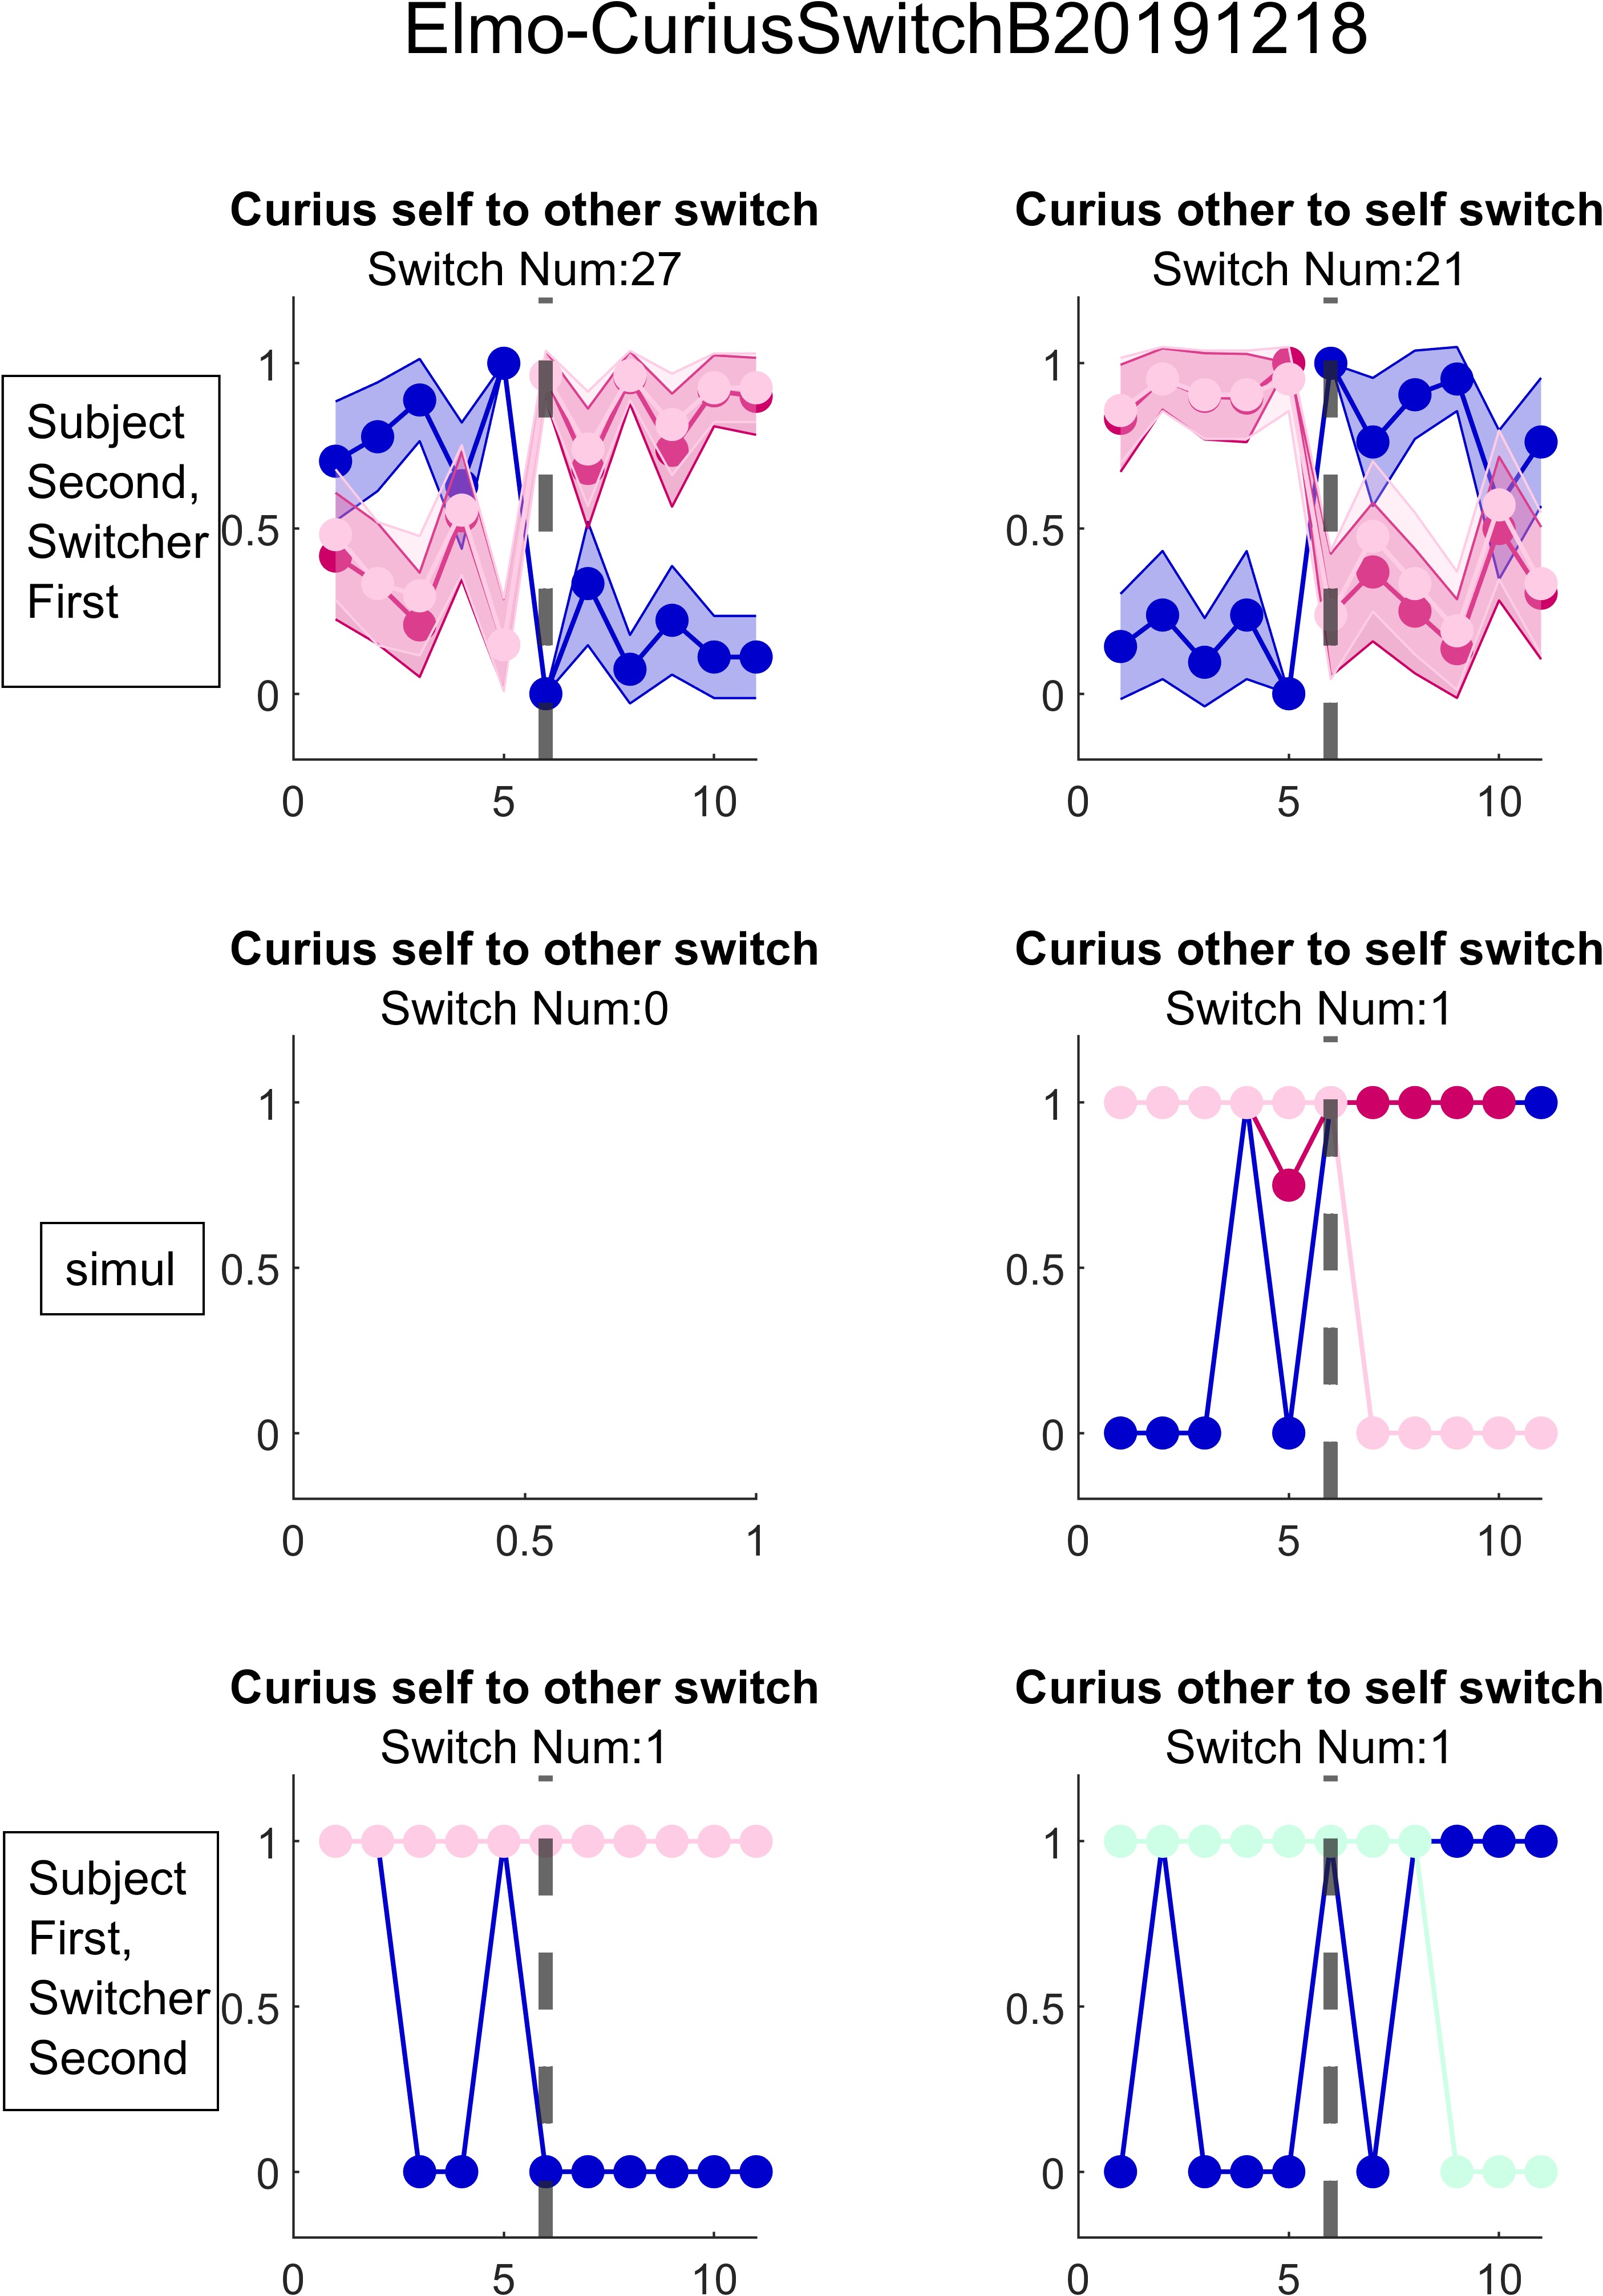 Elmo-CuriusSwitchB20191218
Curius self to other switch
Switch Num:27
Curius other to self switch
Switch Num:21
Subject
Second,
Switcher
First
1
0.5
0
0
5
10
1
0.5
0
0
5
10
Curius self to other switch
Switch Num:0
Curius other to self switch
Switch Num:1
simul
1
0.5
0
0
0.5
1
1
0.5
0
0
5
10
Curius self to other switch
Switch Num:1
Curius other to self switch
Switch Num:1
Subject
First,
Switcher
Second
1
0.5
0
0
5
10
1
0.5
0
0
5
10